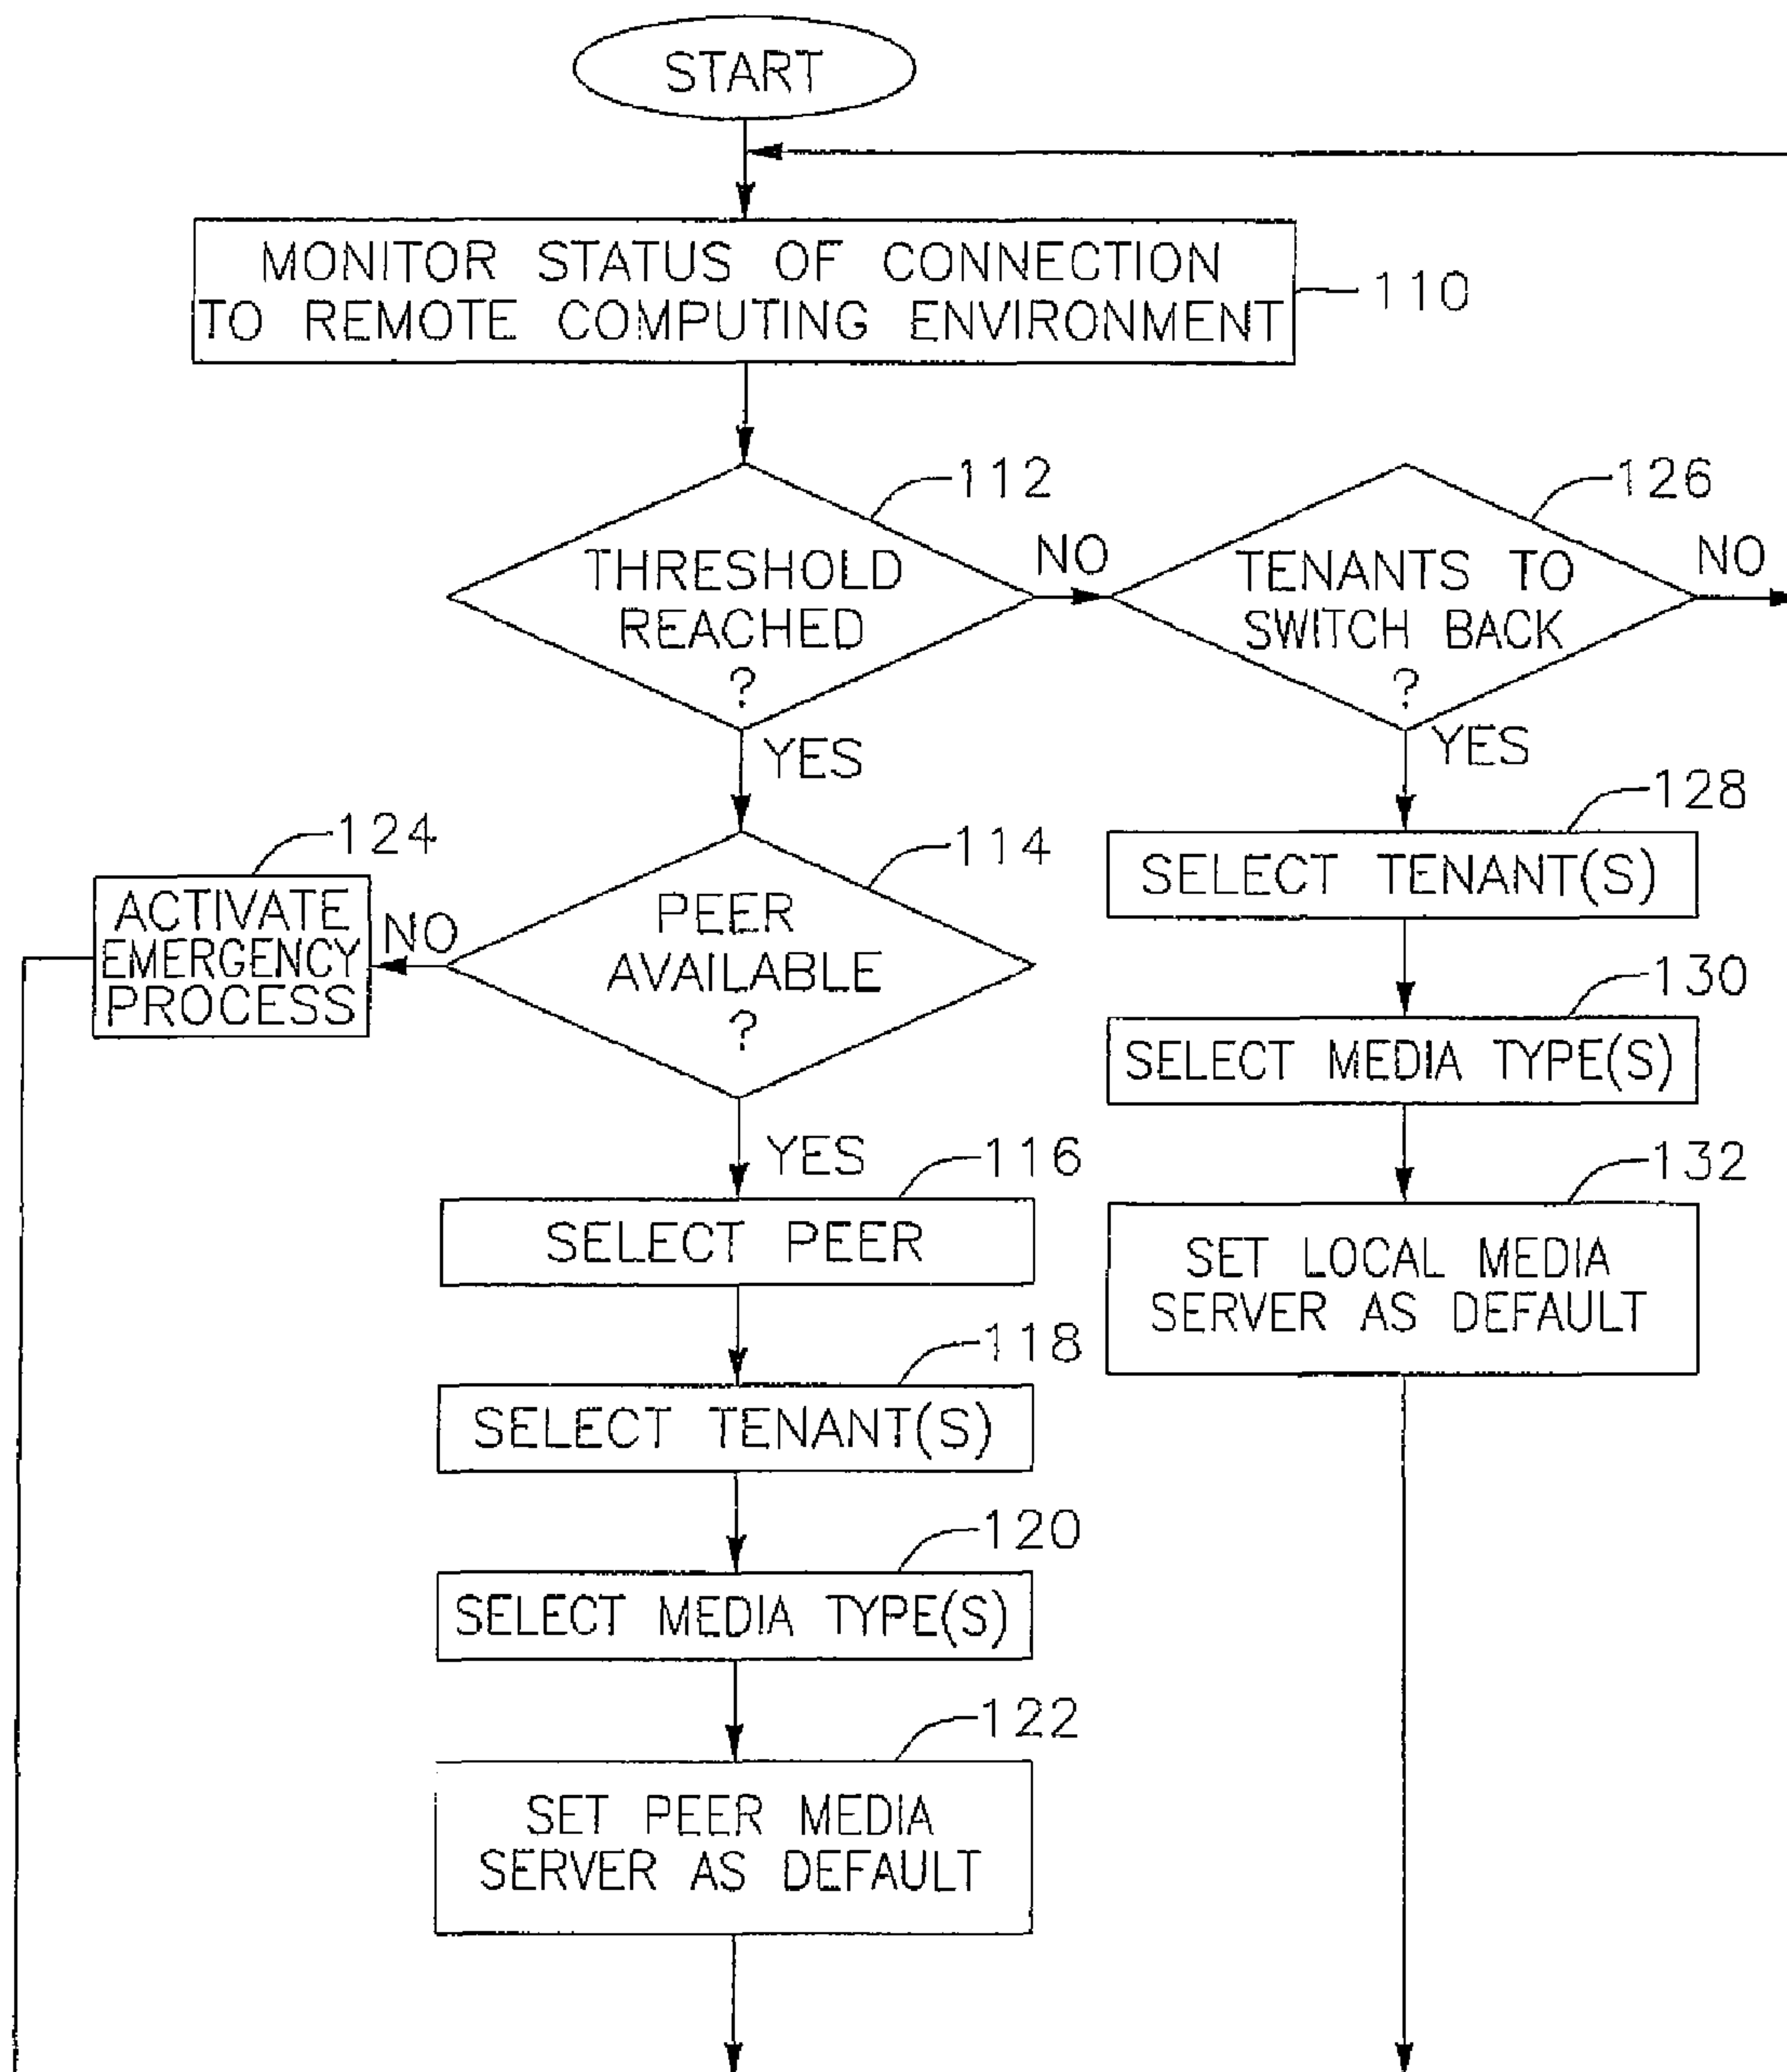 START
MONITOR STATUS OF CONNECTION
TO REMOTE COMPUTING ENVIRONMENT
110
112
THRESHOLD
REACHED
?
NO
126
TENANTS TO
SWITCH BACK
?
NO
YES
YES
124
ACTIVATE
EMERGENCY
PROCESS
NO
114
PEER
AVAILABLE
?
128
SELECT TENANT(S)
130
SELECT MEDIA TYPE(S)
YES
116
SELECT PEER
132
SET LOCAL MEDIA
SERVER AS DEFAULT
118
SELECT TENANT(S)
120
SELECT MEDIA TYPE(S)
122
SET PEER MEDIA
SERVER AS DEFAULT